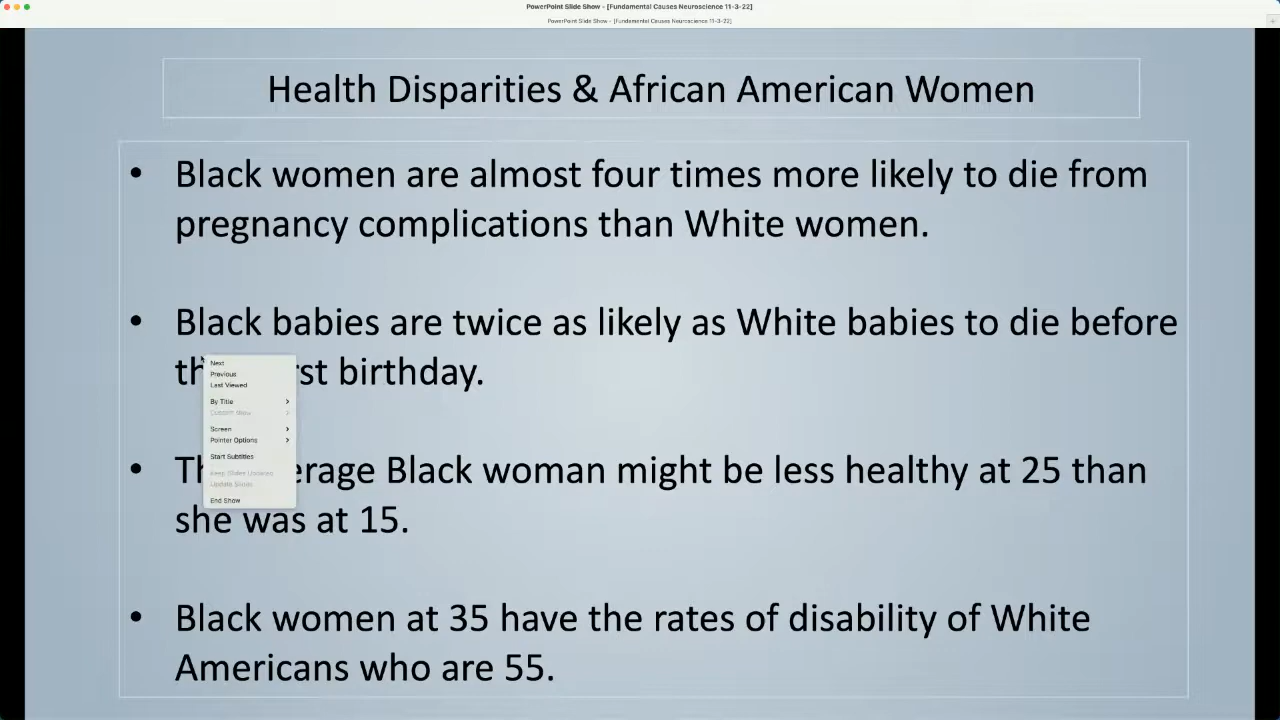 PowerPoint Slide Show - [Fundamental Causes Neuroscience 11-3-22]
PowerPoint Slide Show - [Fundamental Causes Neuroscience 11-3-22]
Health Disparities & African American Women
• Black women are almost four times more likely to die from
pregnancy complications than White women.
• Black babies are twice as likely as White babies to die before
th rst birthday.
• Th erage Black woman might be less healthy at 25 than
she was at 15.
• Black women at 35 have the rates of disability of White
Americans who are 55.
Next
Previous
Last Viewed
By Title
Custom Show
Screen
Pointer Options
Start Subtitles
Keep Slides Updated
Update Slides
End Show